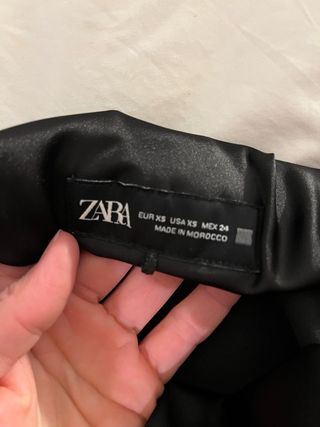 ZARA
EUR XS USA XS MEX 24
MADE IN MOROCCO